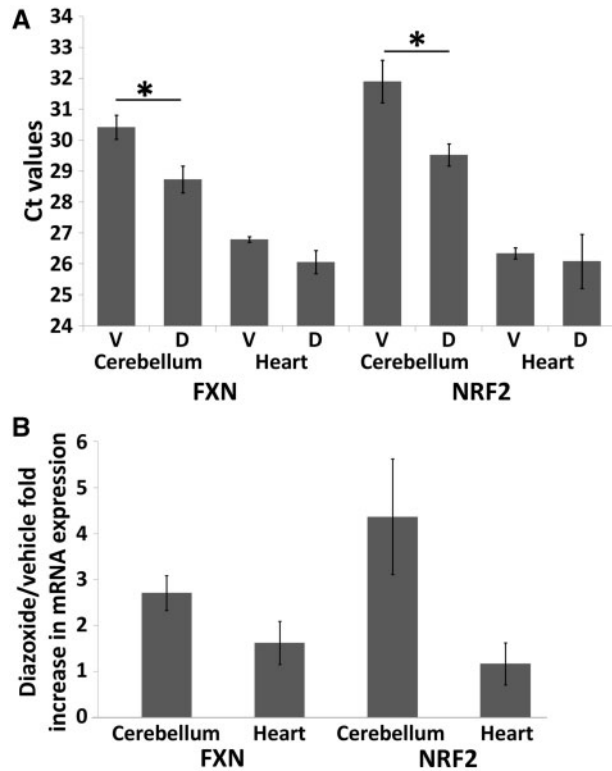 A
Ct values
34
33
32
31
30
29
28
27
26
25
24
*
*
V D V D V D V D
Cerebellum Heart Cerebellum Heart
FXN NRF2
B
Diazoxide/vehicle fold
increase in mRNA expression
6
5
4
3
2
1
0
Cerebellum Heart Cerebellum Heart
FXN NRF2